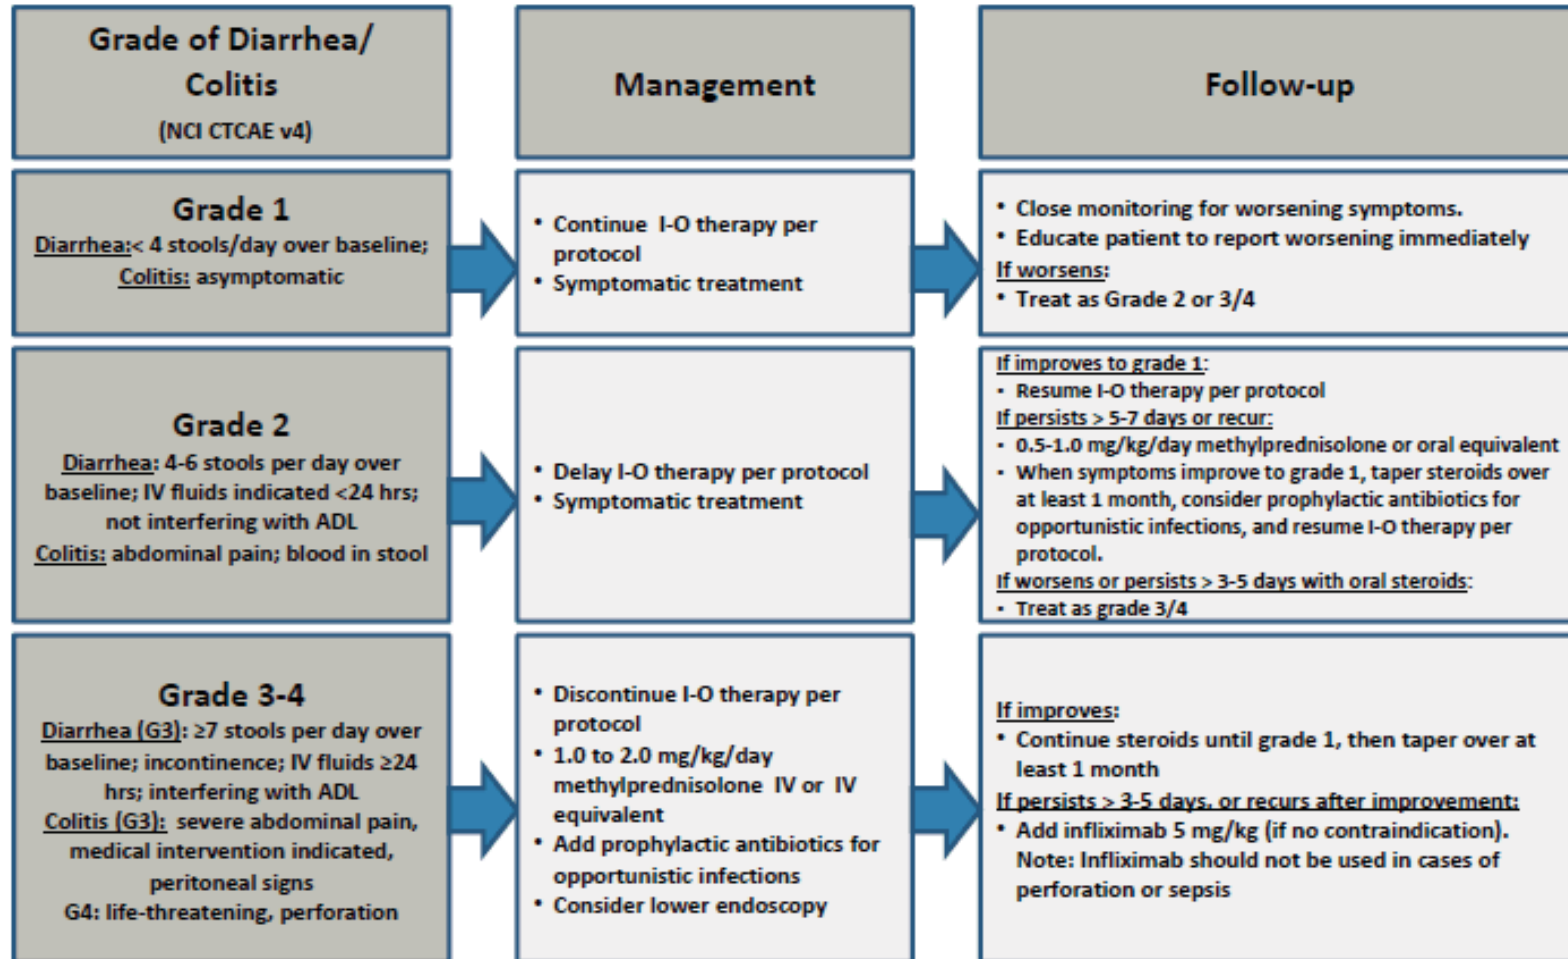 Grade of Diarrhea/
Colitis
(NCI CTCAE v4)
Management
Follow-up
Grade 1
Diarrhea:< 4 stools/day over baseline;
Colitis: asymptomatic
• Continue I-O therapy per
protocol
• Symptomatic treatment
• Close monitoring for worsening symptoms.
• Educate patient to report worsening immediately
If worsens:
• Treat as Grade 2 or 3/4
Grade 2
Diarrhea: 4-6 stools per day over
baseline; IV fluids indicated <24 hrs;
not interfering with ADL
Colitis: abdominal pain; blood in stool
• Delay I-O therapy per protocol
• Symptomatic treatment
If improves to grade 1:
• Resume I-O therapy per protocol
If persists > 5-7 days or recur:
• 0.5-1.0 mg/kg/day methylprednisolone or oral equivalent
• When symptoms improve to grade 1, taper steroids over
at least 1 month, consider prophylactic antibiotics for
opportunistic infections, and resume I-O therapy per
protocol.
If worsens or persists > 3-5 days with oral steroids:
• Treat as grade 3/4
Grade 3-4
Diarrhea (G3): ≥7 stools per day over
baseline; incontinence; IV fluids ≥24
hrs; interfering with ADL
Colitis (G3): severe abdominal pain,
medical intervention indicated,
peritoneal signs
G4: life-threatening, perforation
• Discontinue I-O therapy per
protocol
• 1.0 to 2.0 mg/kg/day
methylprednisolone IV or IV
equivalent
• Add prophylactic antibiotics for
opportunistic infections
• Consider lower endoscopy
If improves:
• Continue steroids until grade 1, then taper over at
least 1 month
If persists > 3-5 days, or recurs after improvement:
• Add infliximab 5 mg/kg (if no contraindication).
Note: Infliximab should not be used in cases of
perforation or sepsis